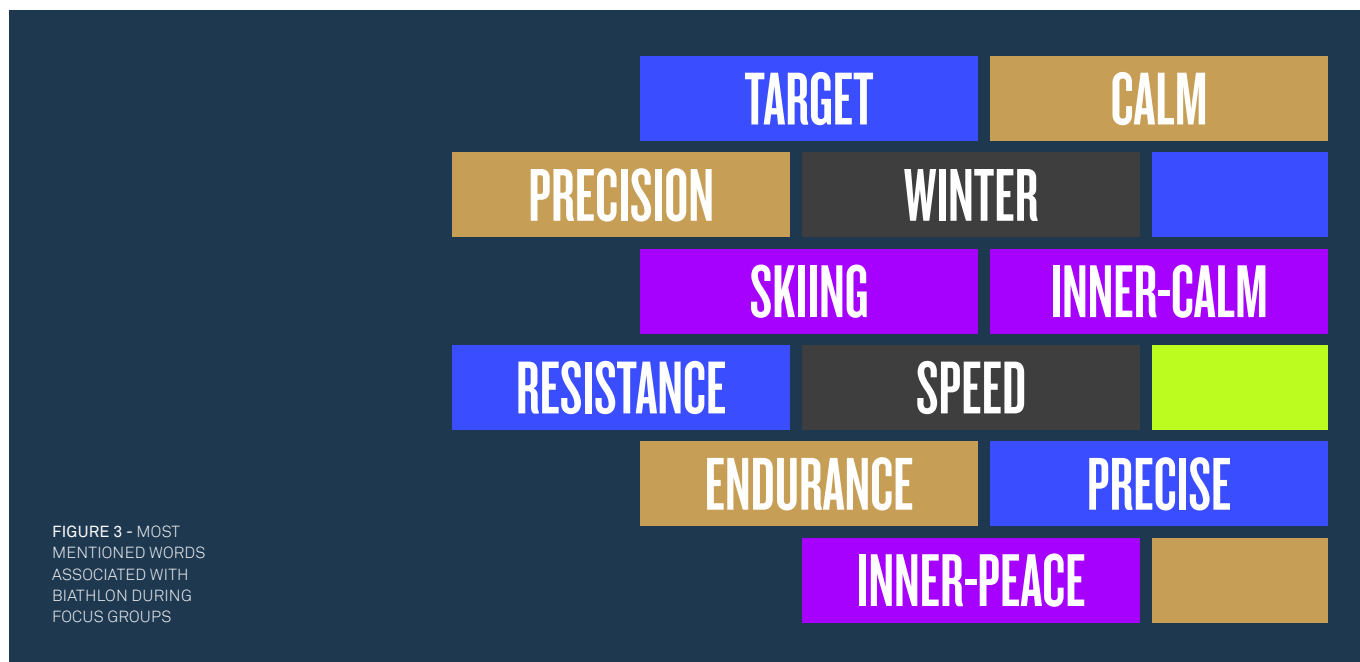 TARGET CALM
PRECISION WINTER
SKIING INNER-CALM
RESISTANCE SPEED
ENDURANCE PRECISE
INNER-PEACE
FIGURE 3 - MOST
MENTIONED WORDS
ASSOCIATED WITH
BIATHLON DURING
FOCUS GROUPS